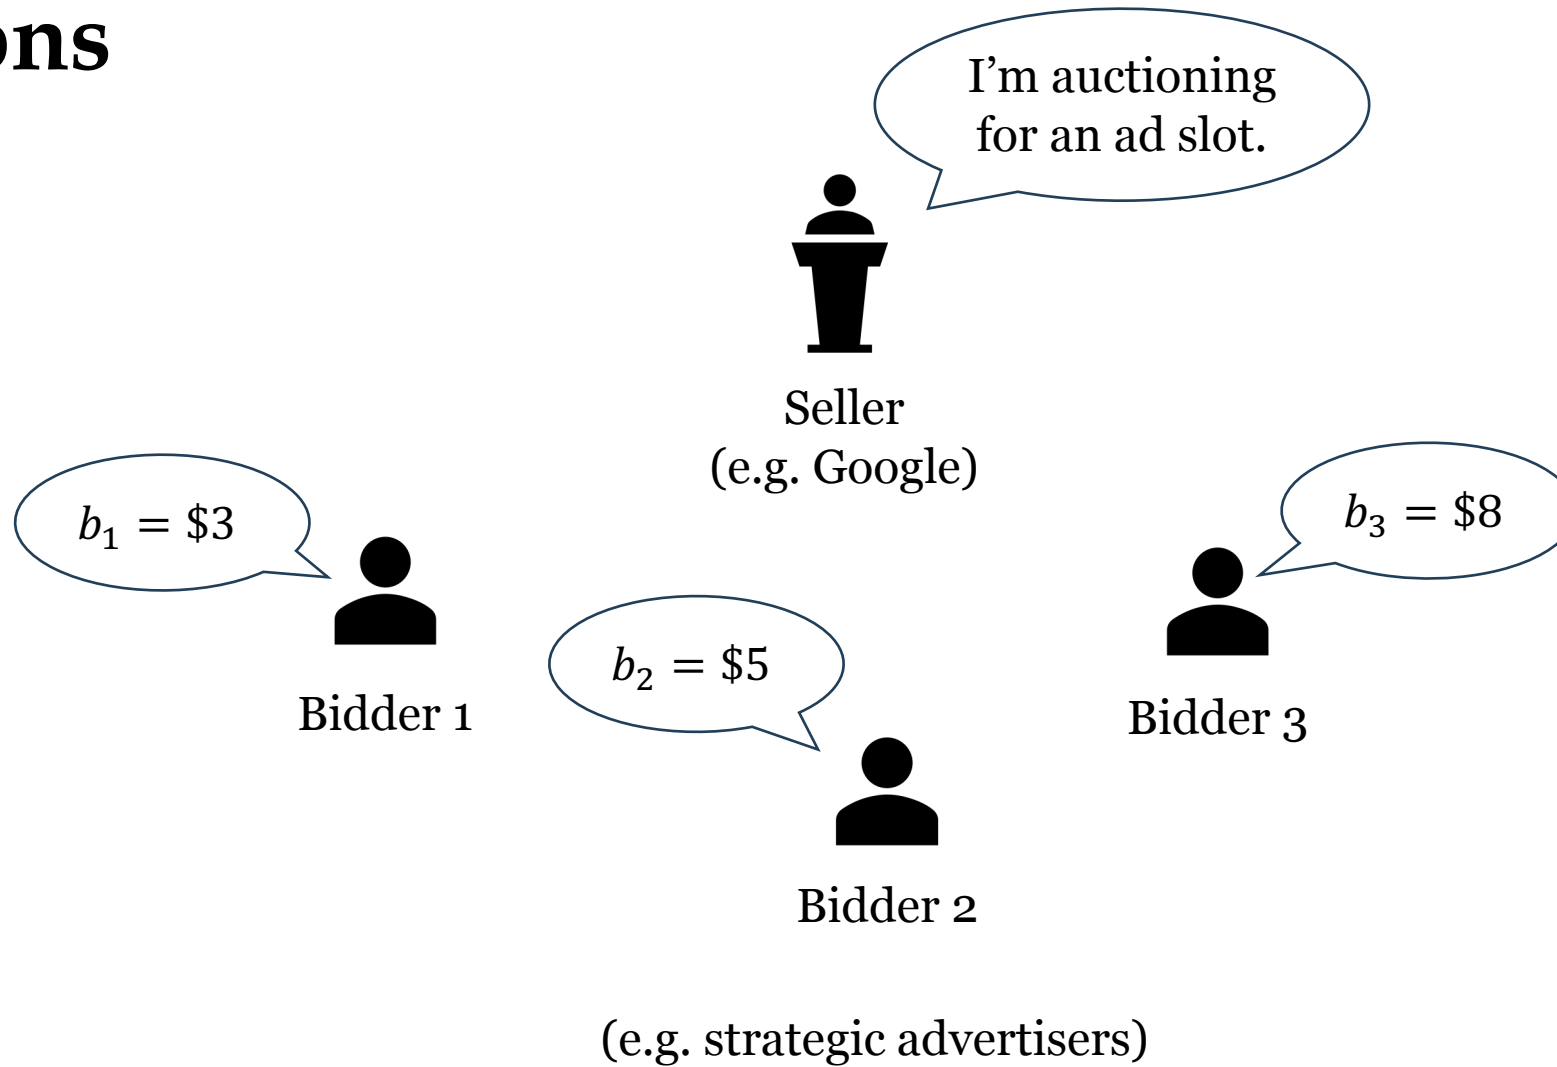 ons
I’m auctioning
for an ad slot.
Seller
(e.g. Google)
b₁ = $3
Bidder 1
b₂ = $5
Bidder 2
b₃ = $8
Bidder 3
(e.g. strategic advertisers)